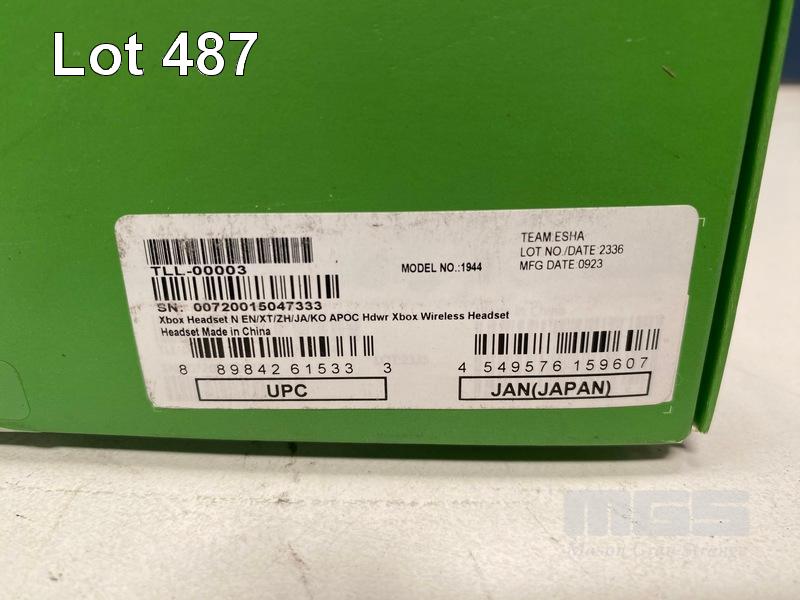 Lot 487
TEAM:ESHA
TLL-00003
MODEL NO.:1944
LOT NO./DATE 2336
MFG DATE:0923
SN: 00720015047333
Xbox Headset N EN/XT/ZH/JA/KO APOC Hdwr Xbox Wireless Headset
Headset Made in China
8 89842 61533 3
4 549576 159607
UPC
JAN(JAPAN)
MGS
Mason Gray Strange